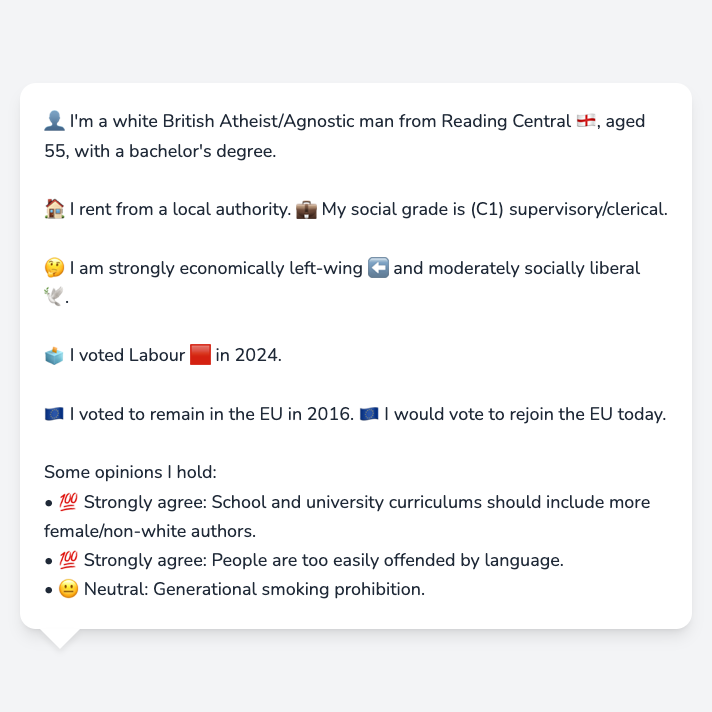 👤 I'm a white British Atheist/Agnostic man from Reading Central 🏴󠁧󠁢󠁥󠁮󠁧󠁿, aged
55, with a bachelor's degree.
🏠 I rent from a local authority. 💼 My social grade is (C1) supervisory/clerical.
🤔 I am strongly economically left-wing ⬅️ and moderately socially liberal
🕊️.
🗳️ I voted Labour 🟥 in 2024.
🇪🇺 I voted to remain in the EU in 2016. 🇪🇺 I would vote to rejoin the EU today.
Some opinions I hold:
• 💯 Strongly agree: School and university curriculums should include more
female/non-white authors.
• 💯 Strongly agree: People are too easily offended by language.
• 😐 Neutral: Generational smoking prohibition.